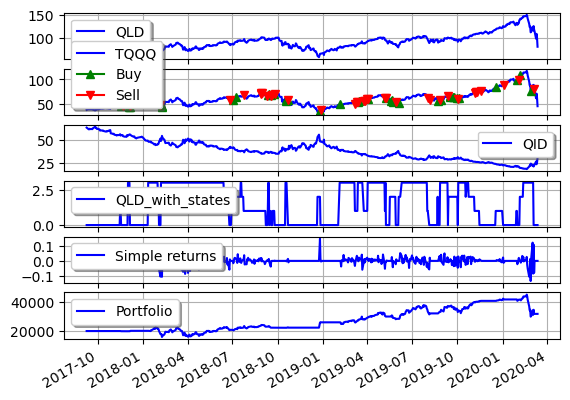 150
100
QLD
TQQQ
Buy
Sell
100
50
50
25
QID
2.5
0.0
QLD_with_states
0.1
0.0
−0.1
Simple returns
40000
20000
Portfolio
2017-10 2018-01 2018-04 2018-07 2018-10 2019-01 2019-04 2019-07 2019-10 2020-01 2020-04